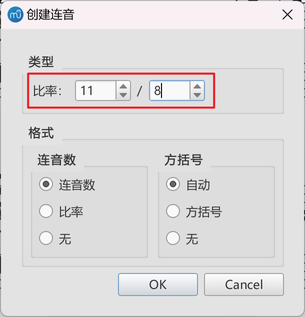 创建连音
类型
比率： 11 / 8
格式
连音数 方括号
连音数 自动
比率 方括号
无 无
OK Cancel